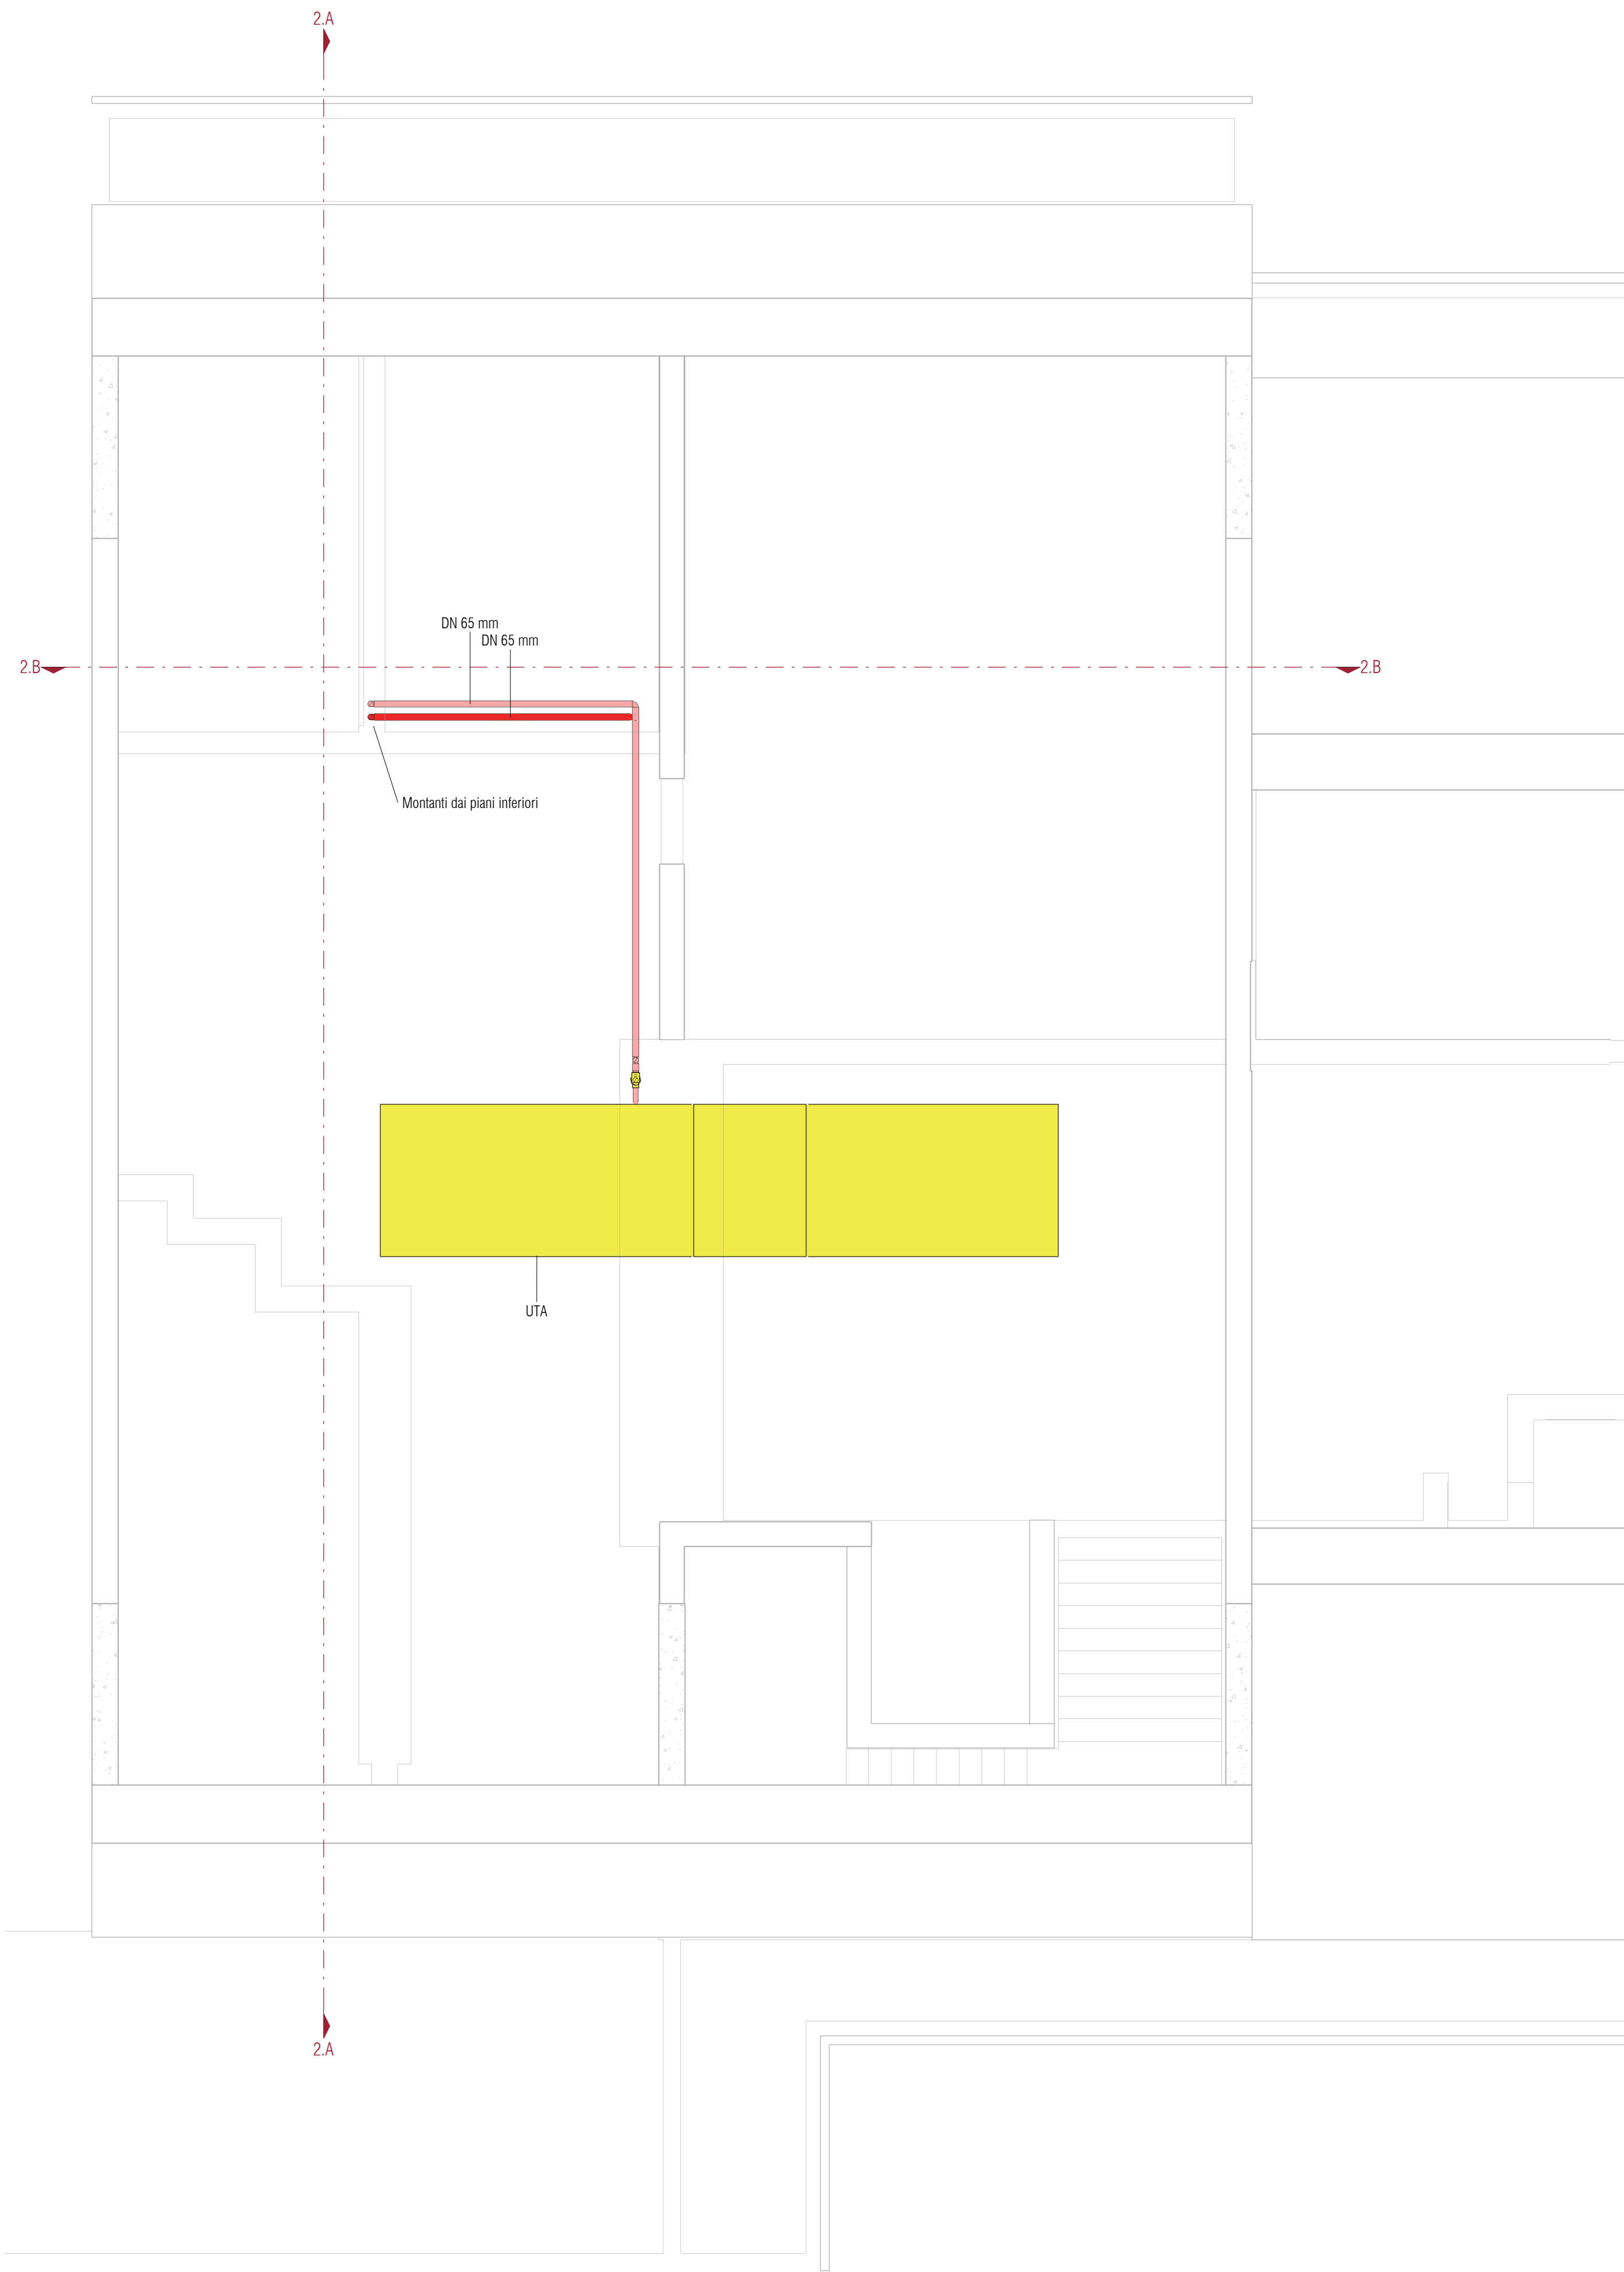 2.A
DN 65 mm
DN 65 mm
2.B
2.B
Montanti dai piani inferiori
UTA
2.A